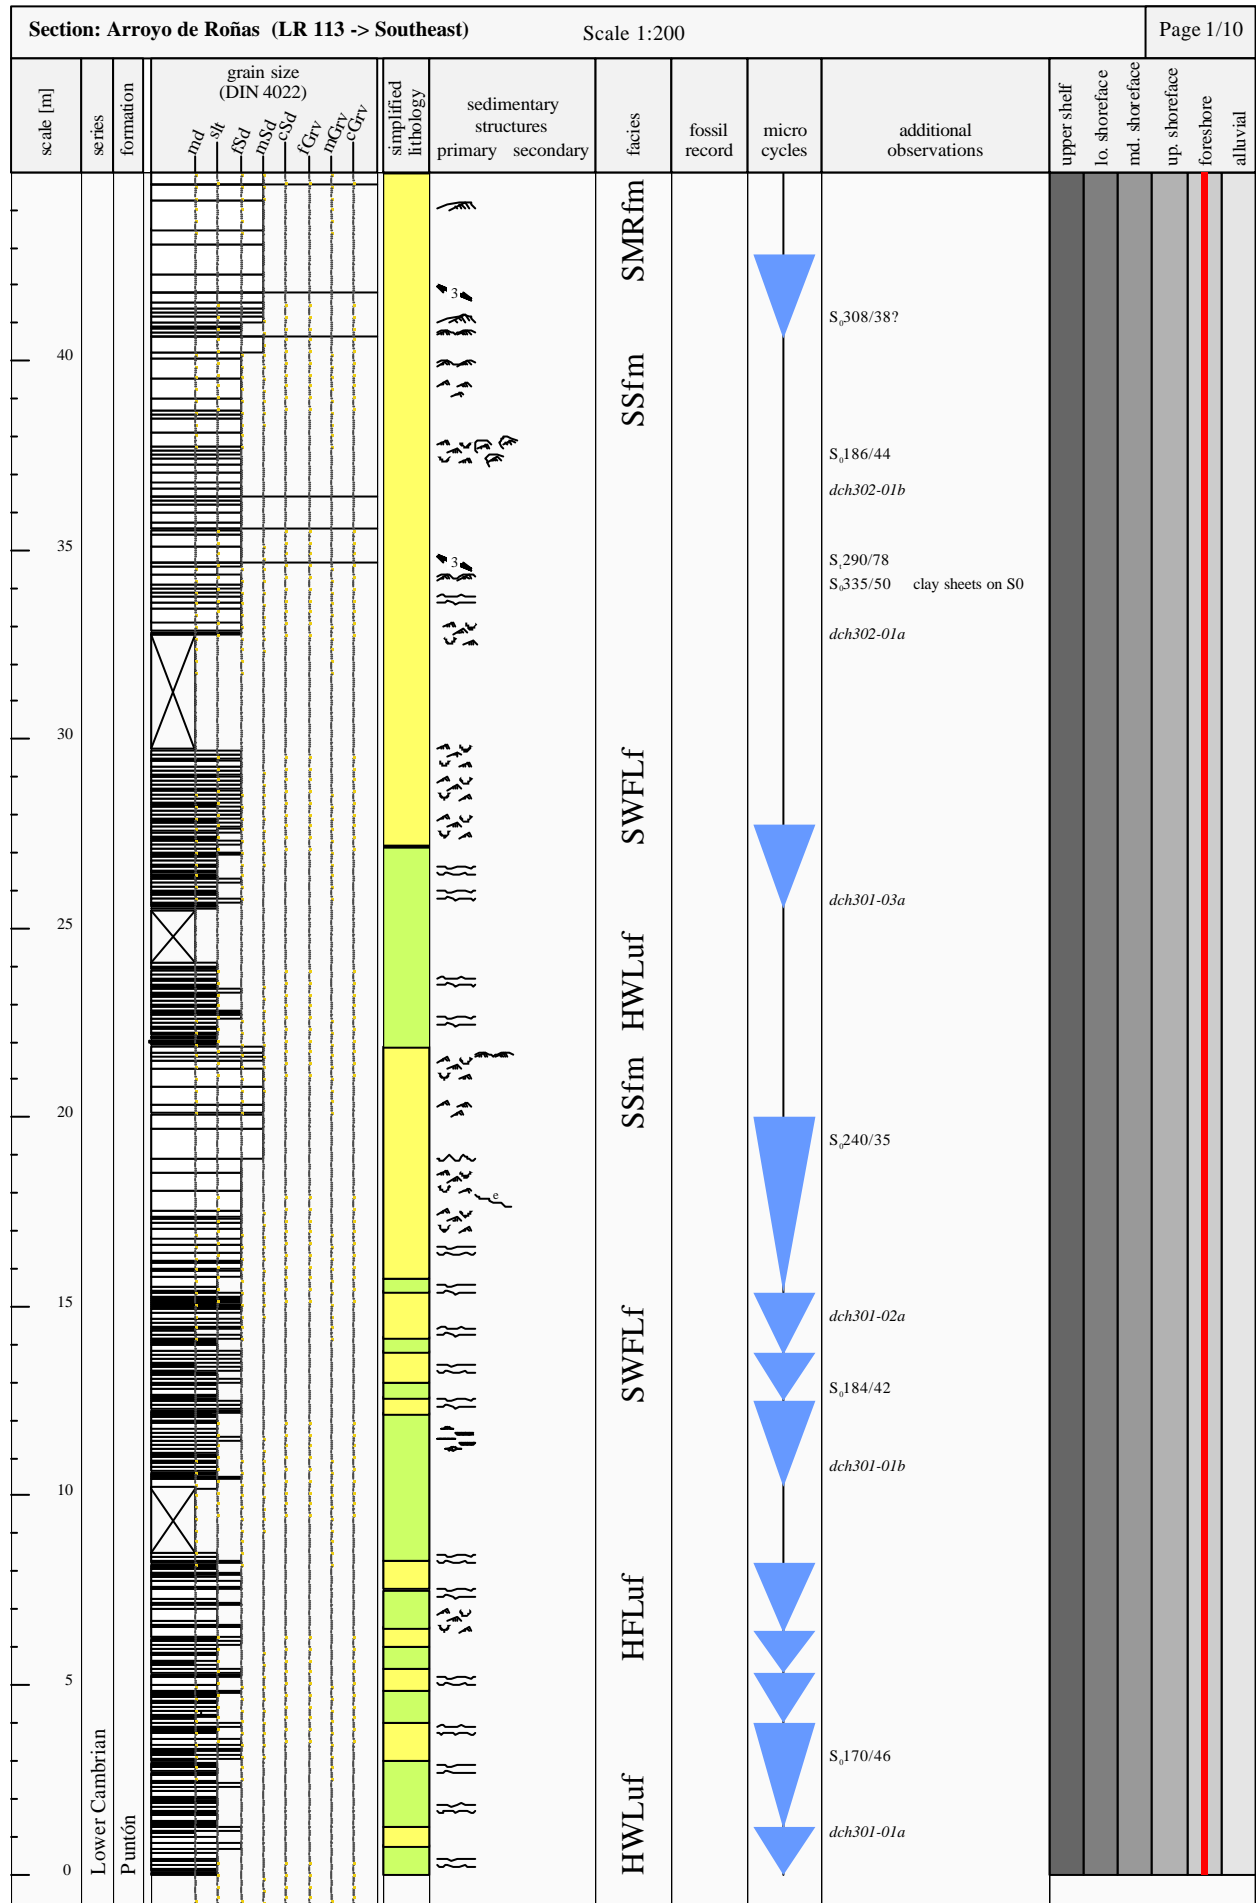 Section: Arroyo de Roñas (LR 113 -> Southeast)
Scale 1:200
Page 1/10
scale [m]
series
formation
grain size
(DIN 4022)
md
slt
fSd
mSd
cSd
fGrv
mGrv
cGrv
simplified
lithology
sedimentary
structures
primary secondary
facies
fossil
record
micro
cycles
additional
observations
upper shelf
lo. shoreface
md. shoreface
up. shoreface
foreshore
alluvial
SMRfm
3
S₀308/38?
40
SSfm
S₀186/44
dch302-01b
35
3
Sₜ290/78
S₀335/50 clay sheets on S0
dch302-01a
30
SWFLf
dch301-03a
25
HWLuf
SSfm
20
S₀240/35
e
15
SWFLf
dch301-02a
S₀184/42
dch301-01b
10
HFLuf
5
S₀170/46
Lower Cambrian
Puntón
HWLuf
dch301-01a
0